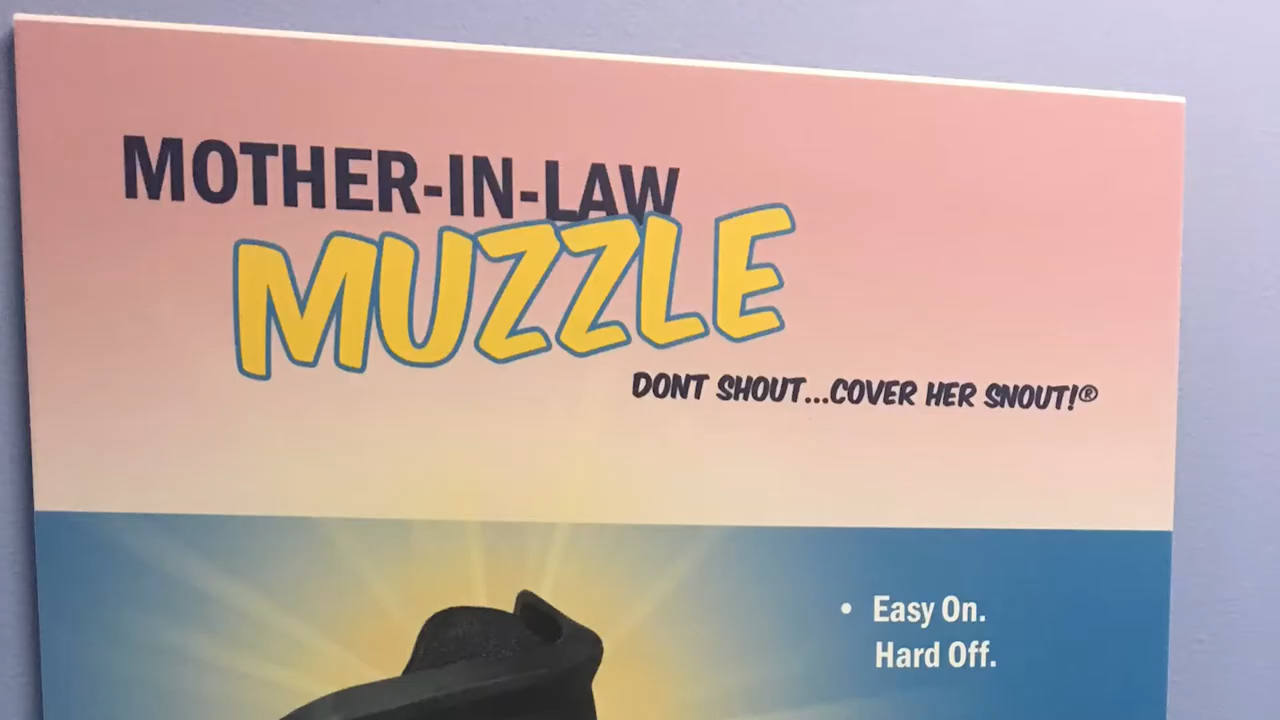 MOTHER-IN-LAW
MUZZLE
DONT SHOUT...COVER HER SNOUT!®
• Easy On.
Hard Off.